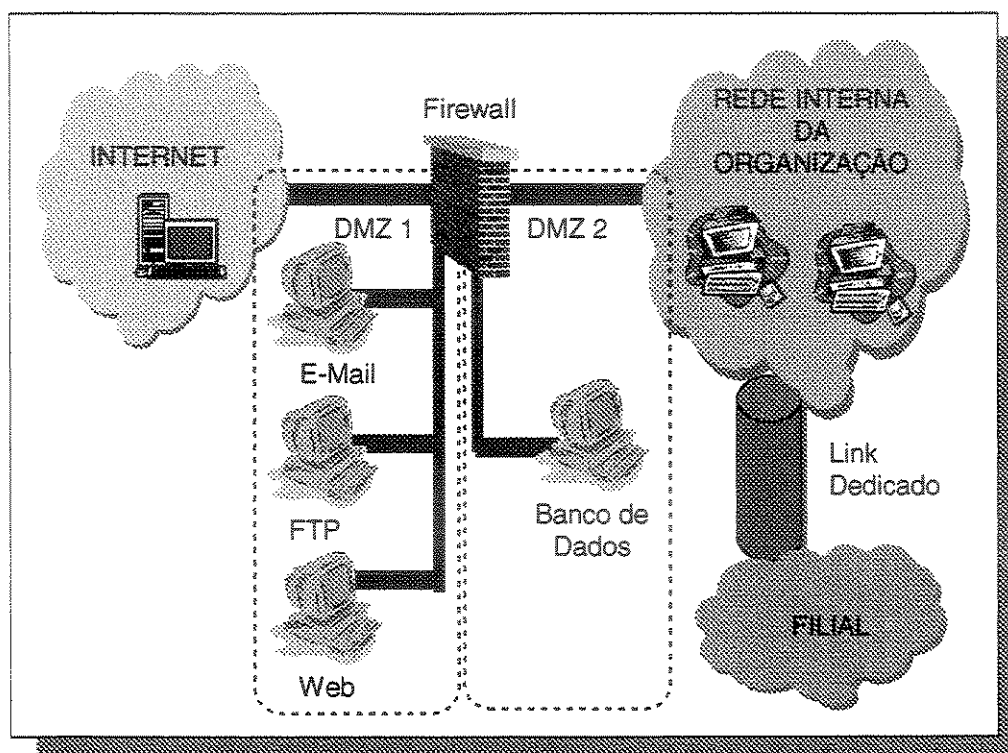 Firewall
INTERNET
REDE INTERNA
DA
ORGANIZAÇÃO
DMZ 1
DMZ 2
E-Mail
FTP
Web
Banco de
Dados
Link
Dedicado
FILIAL